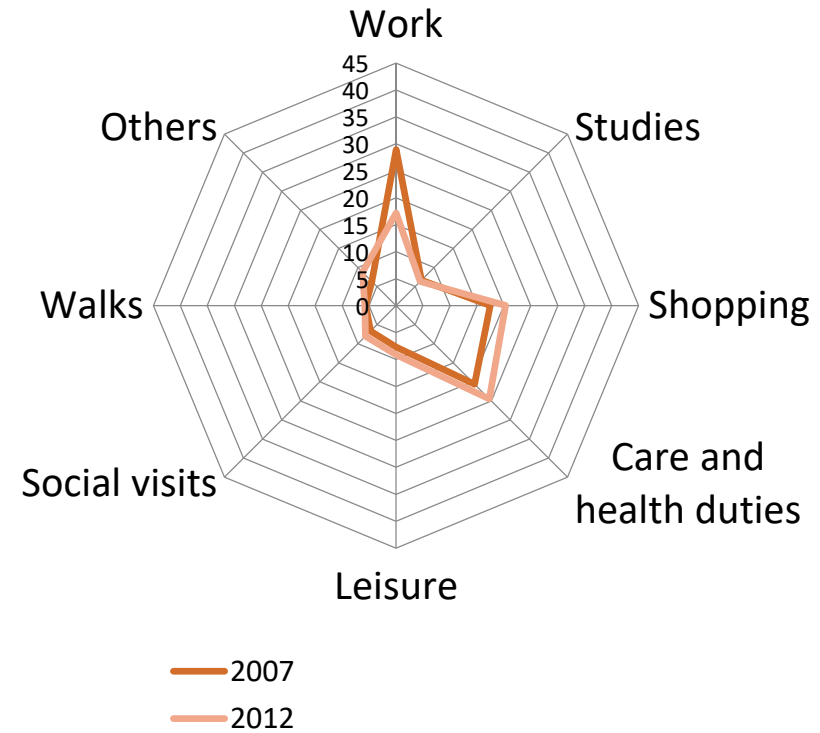 Work
45
40
35
30
25
20
15
10
5
0
Studies
Shopping
Care and
health duties
Leisure
Social visits
Walks
Others
2007
2012